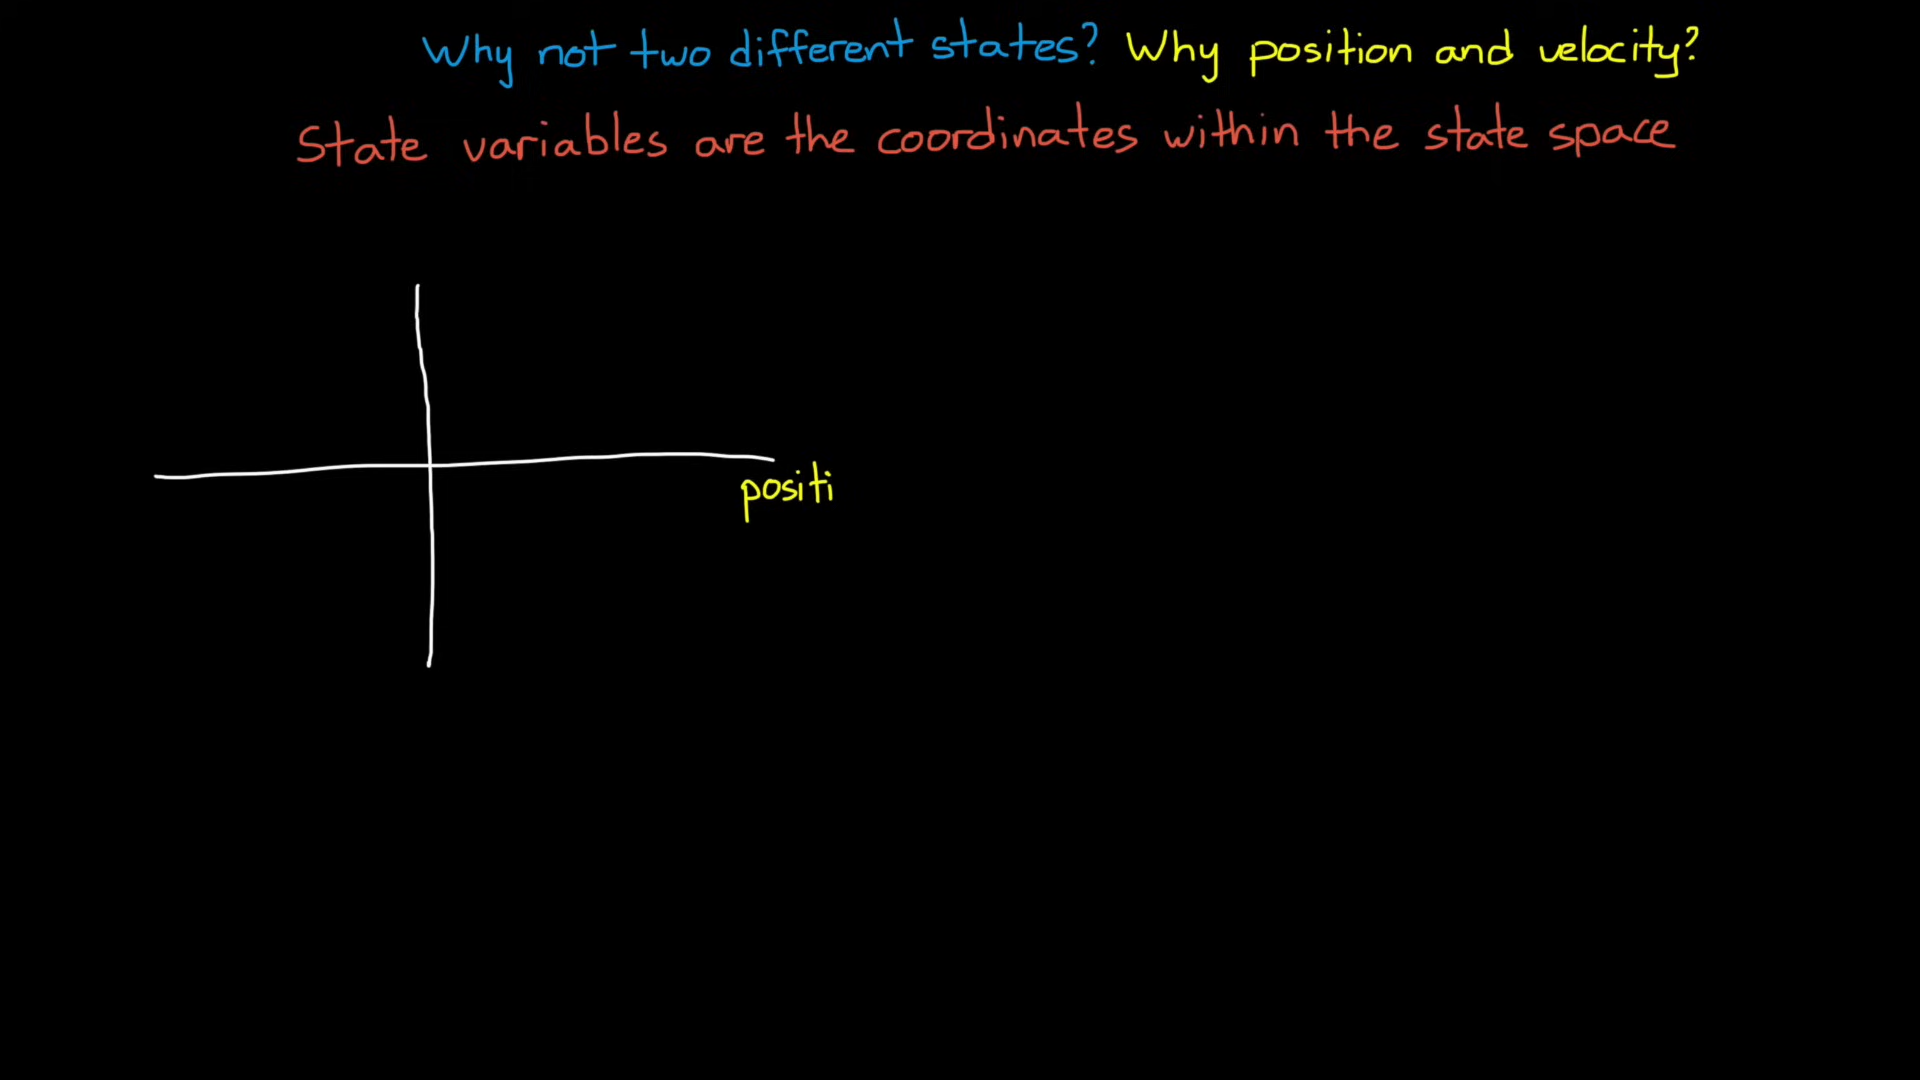 Why not two different states? Why position and velocity?
State variables are the coordinates within the state space
positi